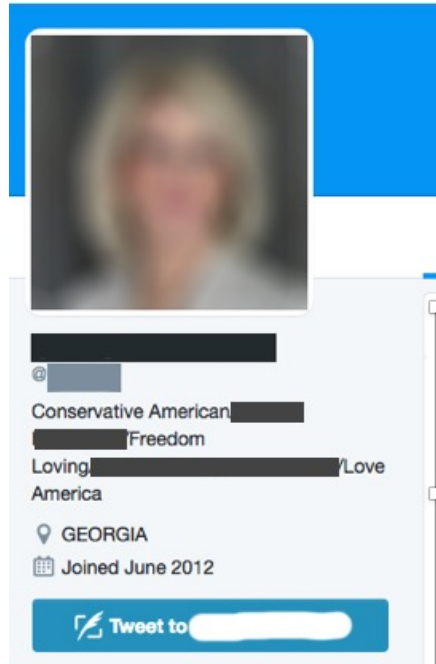 @
Conservative American/
/Freedom
Loving/ /Love
America
GEORGIA
Joined June 2012
Tweet to